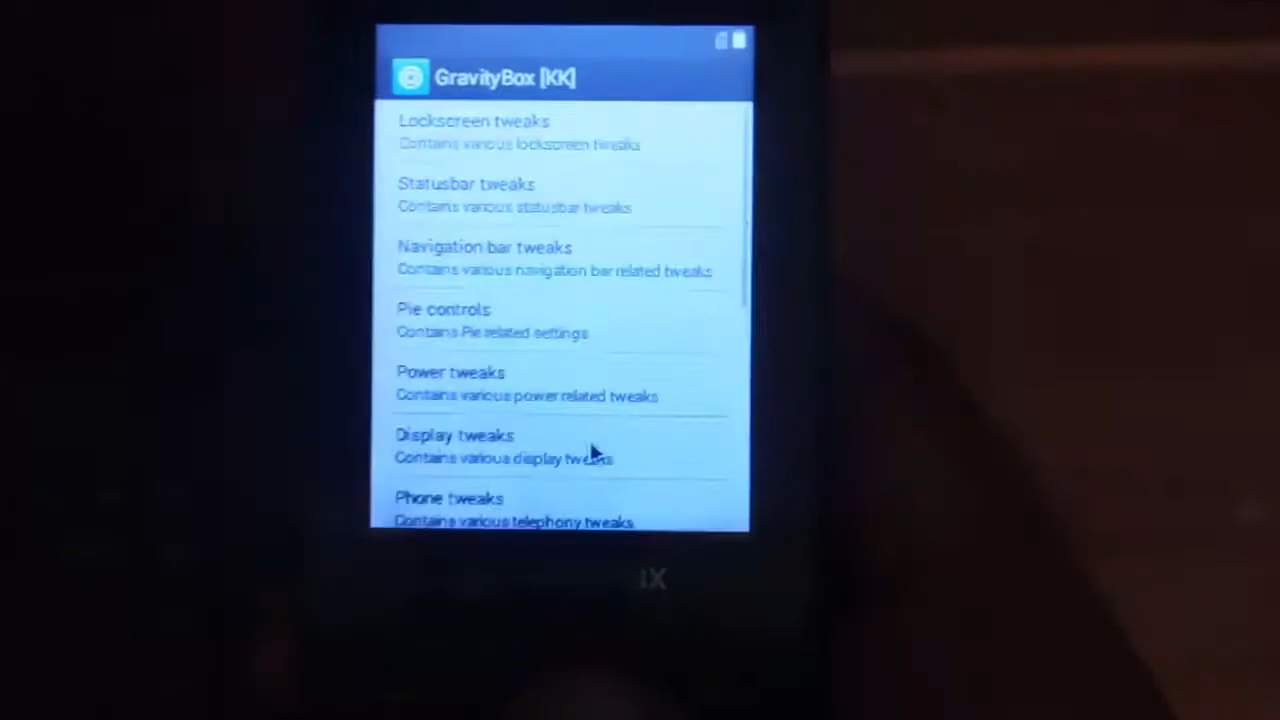 GravityBox [KK]
Lockscreen tweaks
Contains various lockscreen tweaks
Statusbar tweaks
Contains various statusbar tweaks
Navigation bar tweaks
Contains various navigation bar related tweaks
Pie controls
Contains Pie related settings
Power tweaks
Contains various power related tweaks
Display tweaks
Contains various display tweaks
Phone tweaks
Contains various telephony tweaks